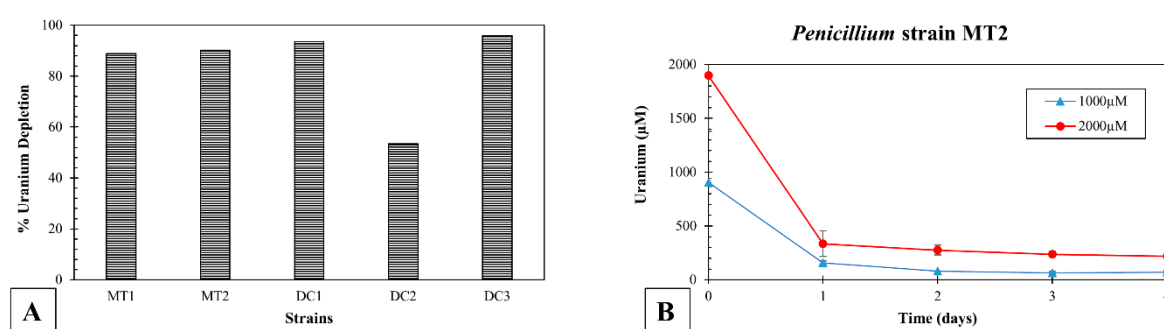 100
80
60
40
20
0
% Uranium Depletion
MT1 MT2 DC1 DC2 DC3
Strains
A
Penicillium strain MT2
2000
1500
1000
500
0
Uranium (µM)
1000µM
2000µM
0 1 2 3
Time (days)
B